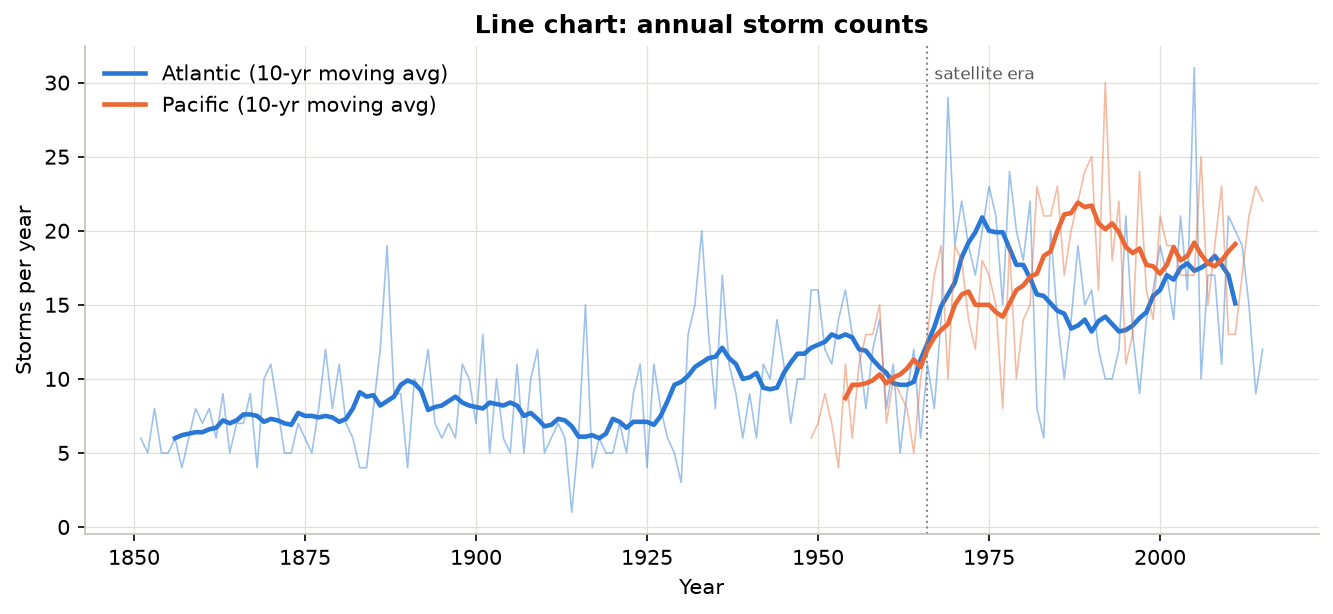 Line chart: annual storm counts
Atlantic (10-yr moving avg)
Pacific (10-yr moving avg)
satellite era
Storms per year
30
25
20
15
10
5
0
1850 1875 1900 1925 1950 1975 2000
Year